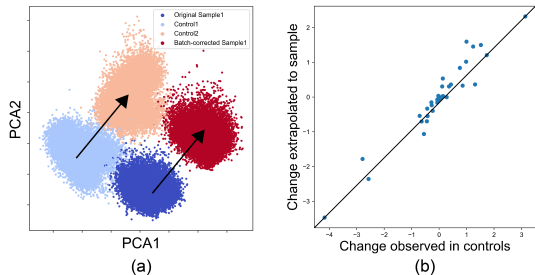 Original Sample1
Control1
Control2
Batch-corrected Sample1
PCA2
PCA1
(a)
Change extrapolated to sample
2
1
0
−1
−2
−3
−4 −3 −2 −1 0 1 2 3
Change observed in controls
(b)